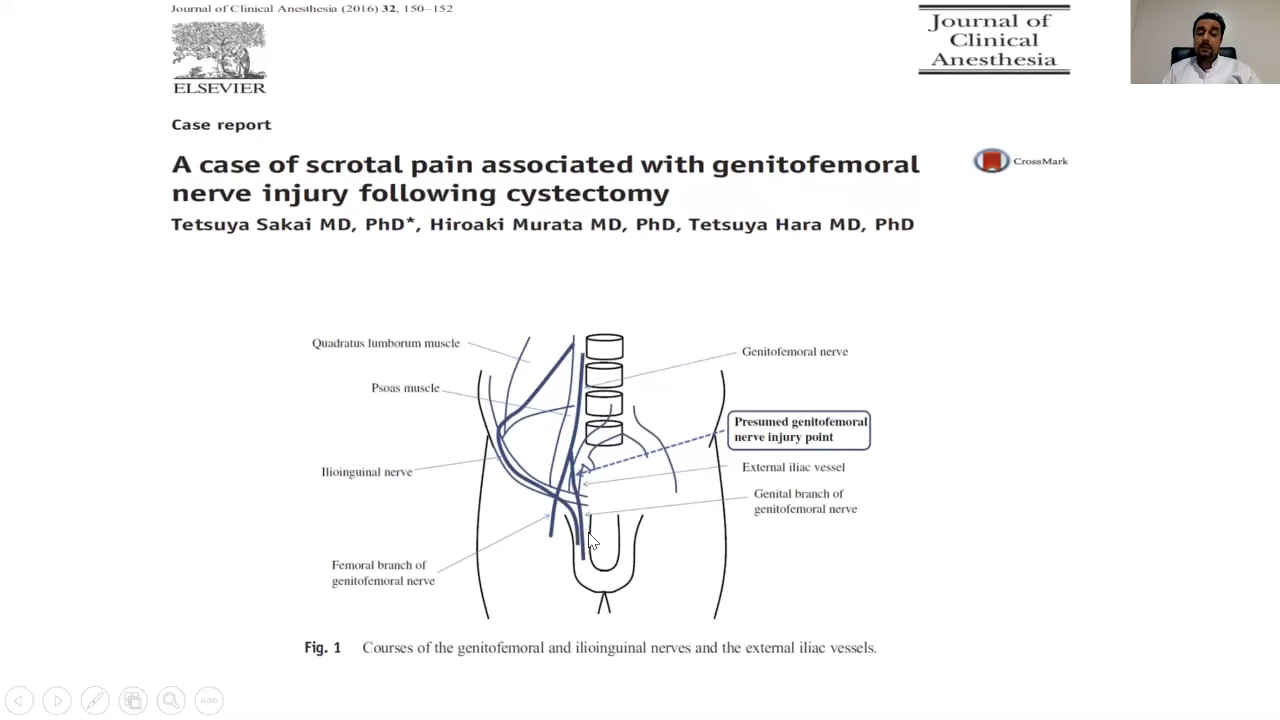 Journal of Clinical Anesthesia (2016) 32, 150–152
ELSEVIER
Journal of
Clinical
Anesthesia
Case report
A case of scrotal pain associated with genitofemoral
nerve injury following cystectomy
CrossMark
Tetsuya Sakai MD, PhD*, Hiroaki Murata MD, PhD, Tetsuya Hara MD, PhD
Quadratus lumborum muscle
Psoas muscle
Ilioinguinal nerve
Femoral branch of
genitofemoral nerve
Genitofemoral nerve
Presumed genitofemoral
nerve injury point
External iliac vessel
Genital branch of
genitofemoral nerve
Fig. 1 Courses of the genitofemoral and ilioinguinal nerves and the external iliac vessels.